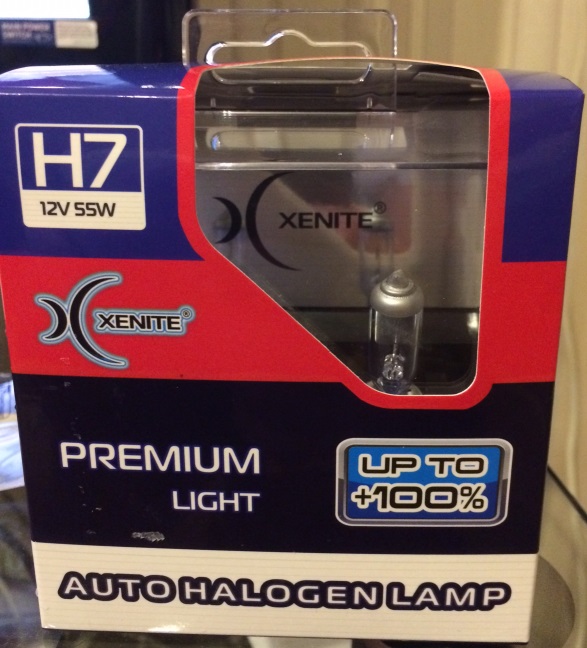 H7
12V 55W
XENITE®
XENITE®
PREMIUM
LIGHT
UP TO
+100%
AUTO HALOGEN LAMP